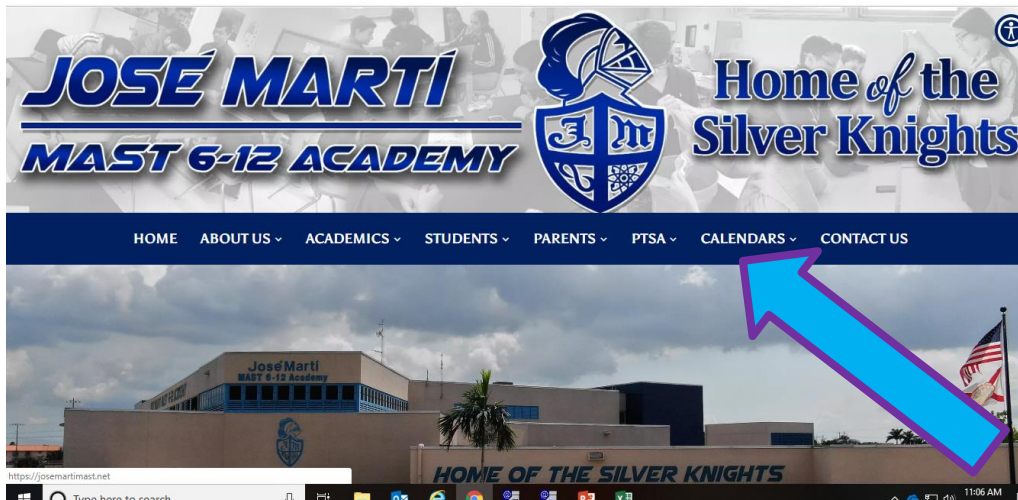 JOSÉ MARTÍ
MAST 6-12 ACADEMY
J M
Home of the
Silver Knights
HOME ABOUT US ACADEMICS STUDENTS PARENTS PTSA CALENDARS CONTACT US
José Martí
MAST 6-12 Academy
HOME OF THE SILVER KNIGHTS
https://josemartimast.net
Type here to search
11:06 AM